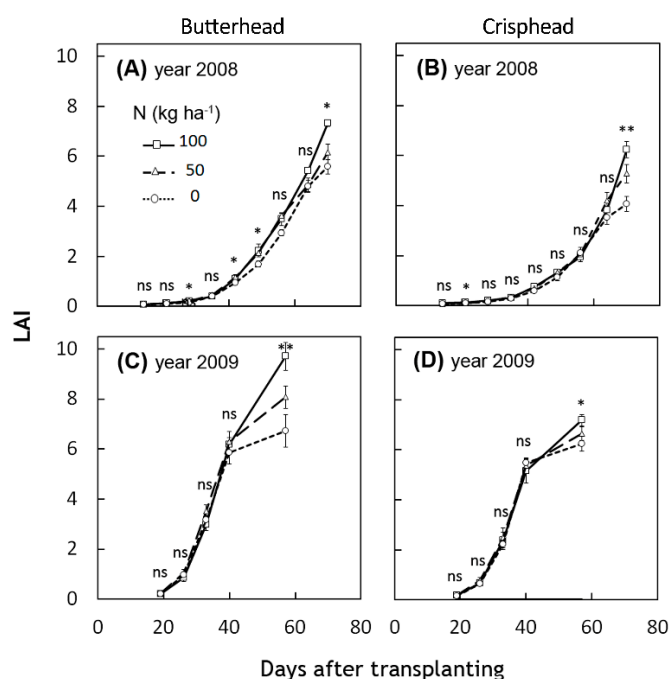 Butterhead Crisphead
10 (A) year 2008 (B) year 2008
N (kg ha⁻¹)
100
50
0
8
6
4
2
0
ns ns * ns * * ns ns *
ns * ns ns ns ns ns ns **
LAI
10 (C) year 2009 (D) year 2009
8
6
4
2
0
ns ns ns ns **
ns ns ns ns *
0 20 40 60 80 0 20 40 60 80
Days after transplanting